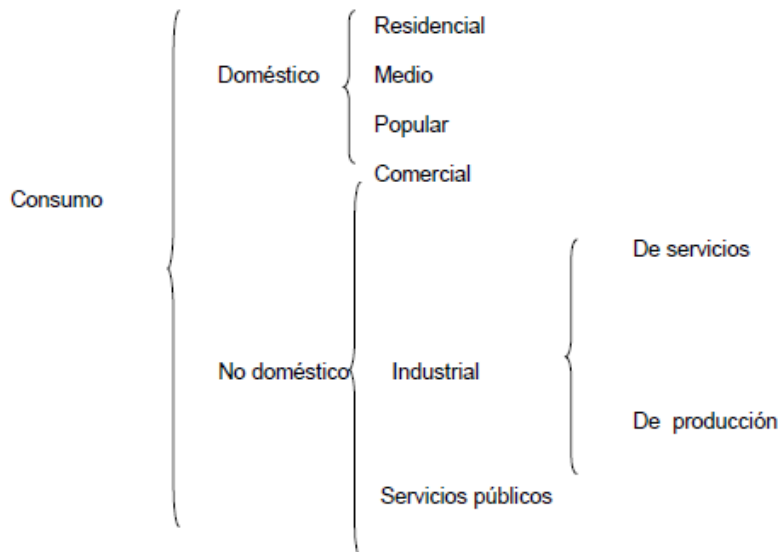 Residencial
Doméstico
Medio
Popular
Comercial
Consumo
De servicios
No doméstico
Industrial
De producción
Servicios públicos